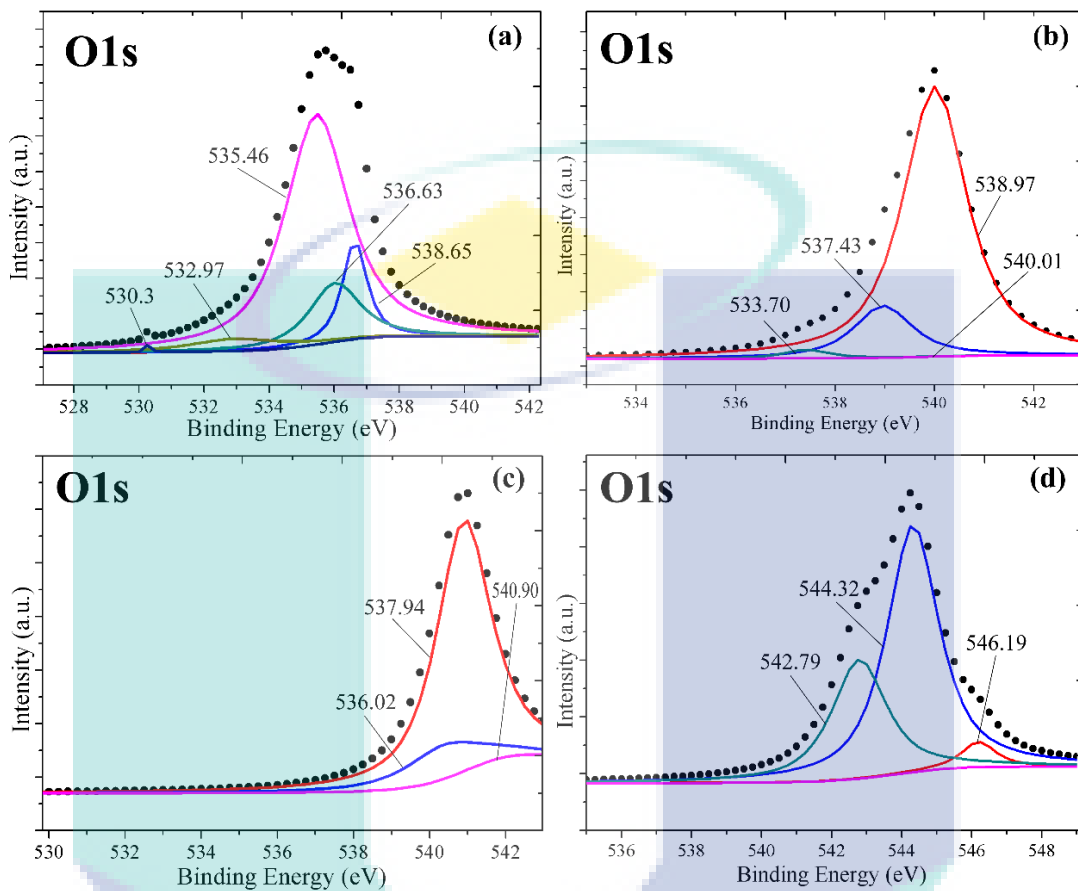 O1s
(a)
535.46
536.63
532.97
538.65
530.3
Intensity (a.u.)
528 530 532 534 536 538 540 542
Binding Energy (eV)
O1s
(b)
538.97
537.43
540.01
533.70
Intensity (a.u.)
534 536 538 540 542
Binding Energy (eV)
O1s
(c)
540.90
537.94
536.02
Intensity (a.u.)
530 532 534 536 538 540 542
Binding Energy (eV)
O1s
(d)
544.32
546.19
542.79
Intensity (a.u.)
536 538 540 542 544 546 548
Binding Energy (eV)